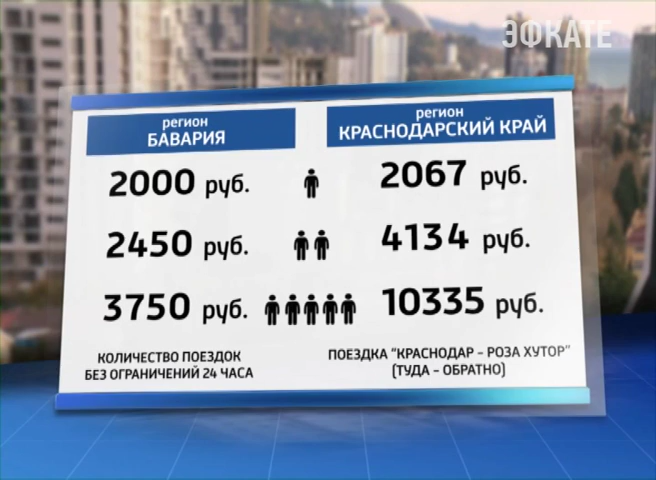 ЭФКАТЕ
регион
БАВАРИЯ
регион
КРАСНОДАРСКИЙ КРАЙ
2000 руб.
2067 руб.
2450 руб.
4134 руб.
3750 руб.
10335 руб.
КОЛИЧЕСТВО ПОЕЗДОК
БЕЗ ОГРАНИЧЕНИЙ 24 ЧАСА
ПОЕЗДКА "КРАСНОДАР – РОЗА ХУТОР"
(ТУДА – ОБРАТНО)